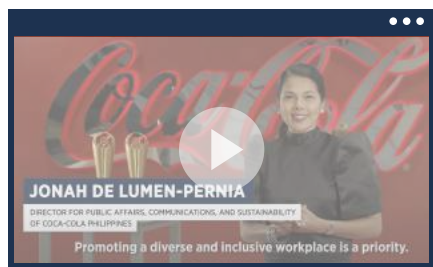 Coca-Cola
JONAH DE LUMEN-PERNIA
DIRECTOR FOR PUBLIC AFFAIRS, COMMUNICATIONS, AND SUSTAINABILITY
OF COCA-COLA PHILIPPINES
Promoting a diverse and inclusive workplace is a priority.